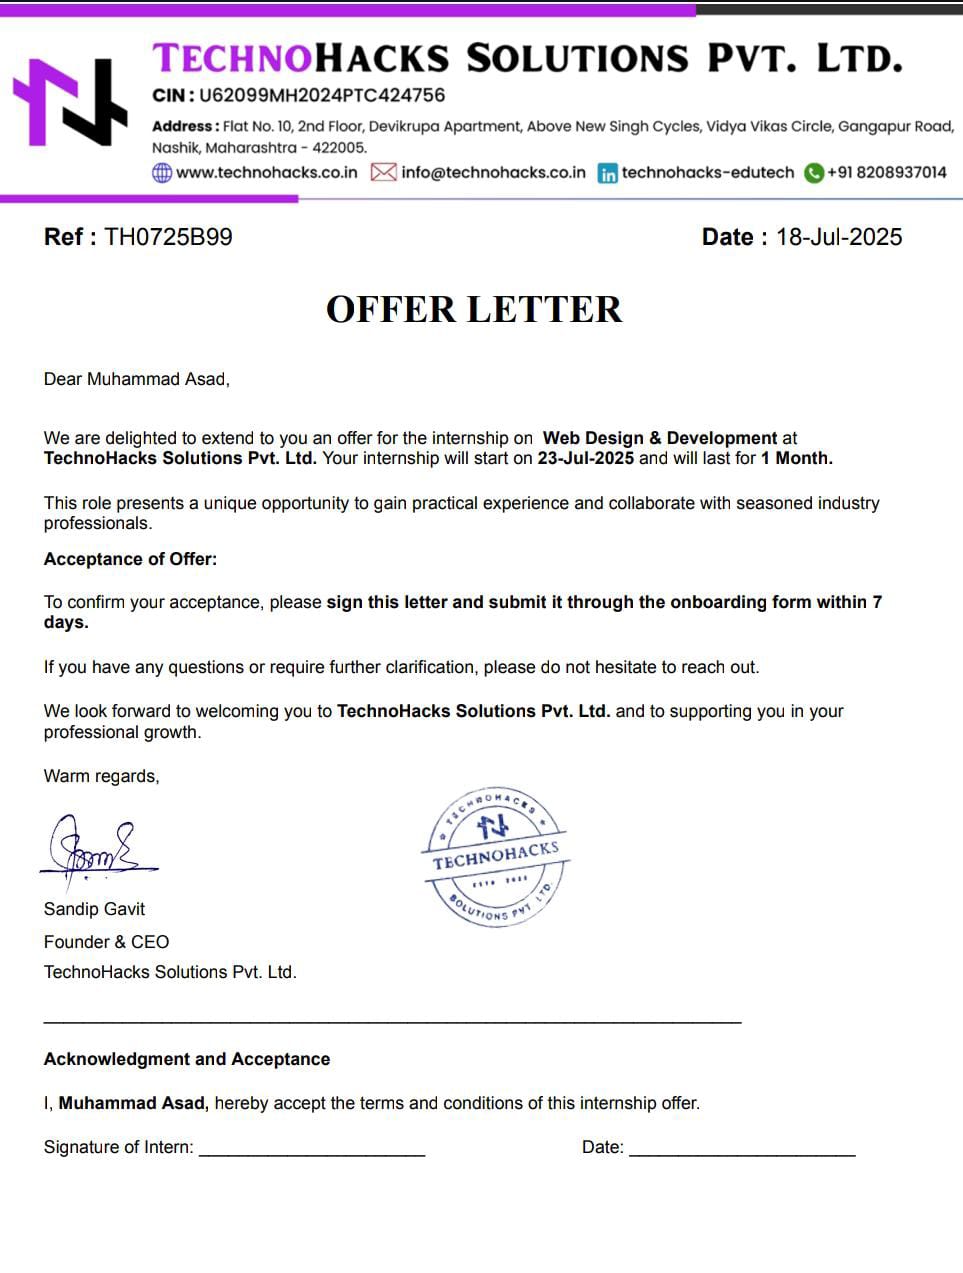 TECHNOHACKS SOLUTIONS PVT. LTD.
CIN : U62099MH2024PTC424756
Address : Flat No. 10, 2nd Floor, Devikrupa Apartment, Above New Singh Cycles, Vidya Vikas Circle, Gangapur Road,
Nashik, Maharashtra - 422005.
www.technohacks.co.in info@technohacks.co.in in technohacks-edutech +91 8208937014
Ref : TH0725B99 Date : 18-Jul-2025
OFFER LETTER
Dear Muhammad Asad,
We are delighted to extend to you an offer for the internship on Web Design & Development at
TechnoHacks Solutions Pvt. Ltd. Your internship will start on 23-Jul-2025 and will last for 1 Month.
This role presents a unique opportunity to gain practical experience and collaborate with seasoned industry
professionals.
Acceptance of Offer:
To confirm your acceptance, please sign this letter and submit it through the onboarding form within 7
days.
If you have any questions or require further clarification, please do not hesitate to reach out.
We look forward to welcoming you to TechnoHacks Solutions Pvt. Ltd. and to supporting you in your
professional growth.
Warm regards,
TECHNOHACKS
TECHNOHACKS
SOLUTIONS PVT. LTD.
Sandip Gavit
Founder & CEO
TechnoHacks Solutions Pvt. Ltd.
Acknowledgment and Acceptance
I, Muhammad Asad, hereby accept the terms and conditions of this internship offer.
Signature of Intern: Date: